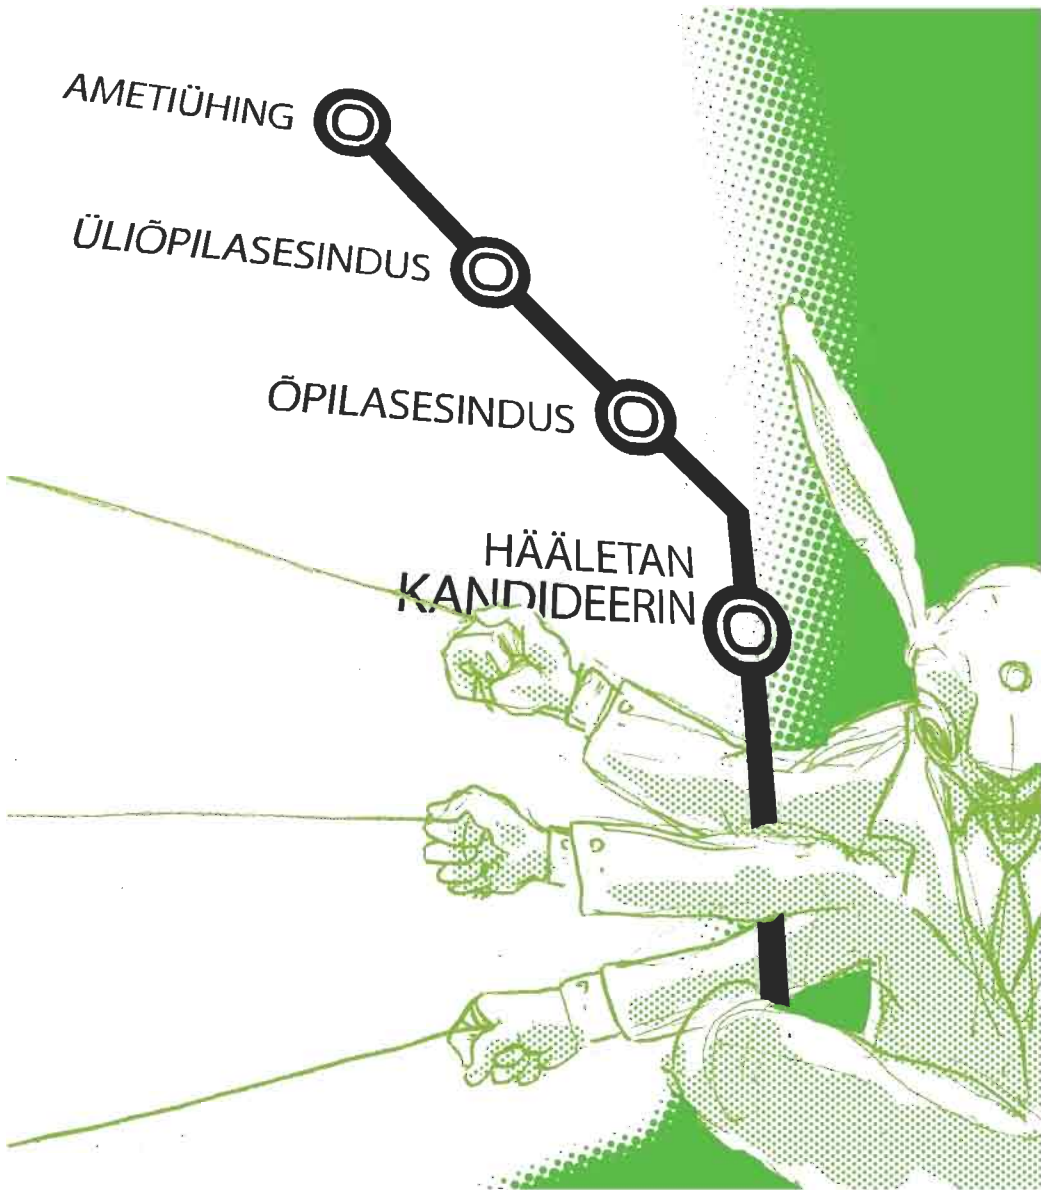 AMETIÜHING
ÜLIÕPILASESINDUS
ÕPILASESINDUS
HÄÄLETAN
KANDIDEERIN